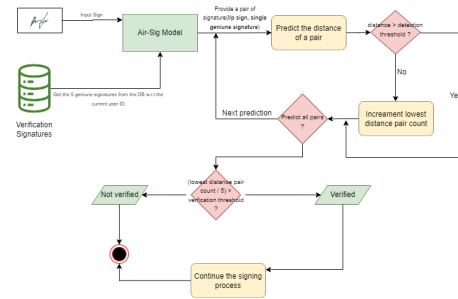 Input Sign
Air-Sig Model
Provide a pair of
signature(I/p sign, single
genuine signature)
Predict the distance
of a pair
distance > detection
threshold ?
No
Ye
Get the 5 genuine signatures from the DB w.r.t the
current user ID
Verification
Signatures
Next prediction
Predict all pairs
?
Increament lowest
distance pair count
Not verified
(lowest distance pair
count / 5) >
verification threshold
?
Verified
Continue the signing
process